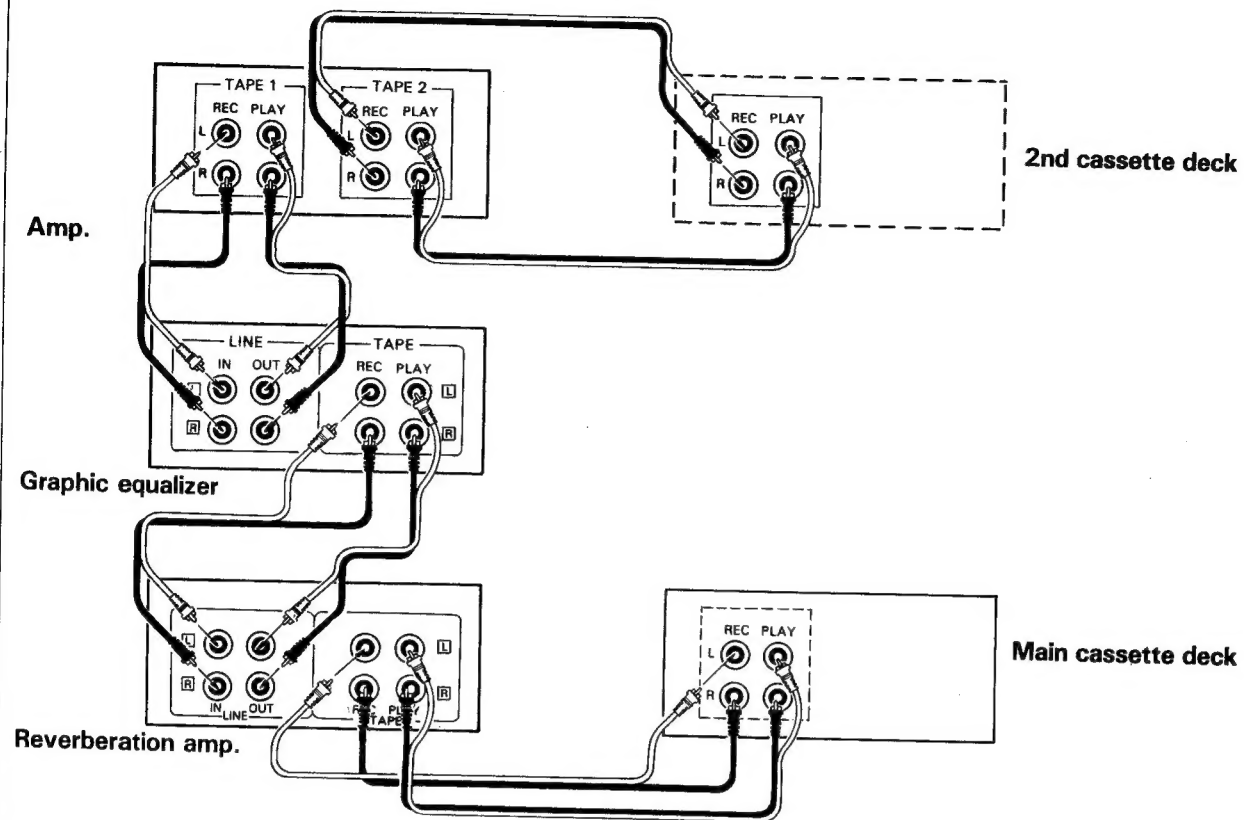 TAPE 1
TAPE 2
REC PLAY
REC PLAY
L
L
R
R
REC PLAY
L
R
2nd cassette deck
Amp.
LINE
TAPE
IN OUT
REC PLAY
L
R
R
Graphic equalizer
L
L
R
R
IN OUT
LINE
PLAY
TAPE
Reverberation amp.
REC PLAY
L
R
Main cassette deck